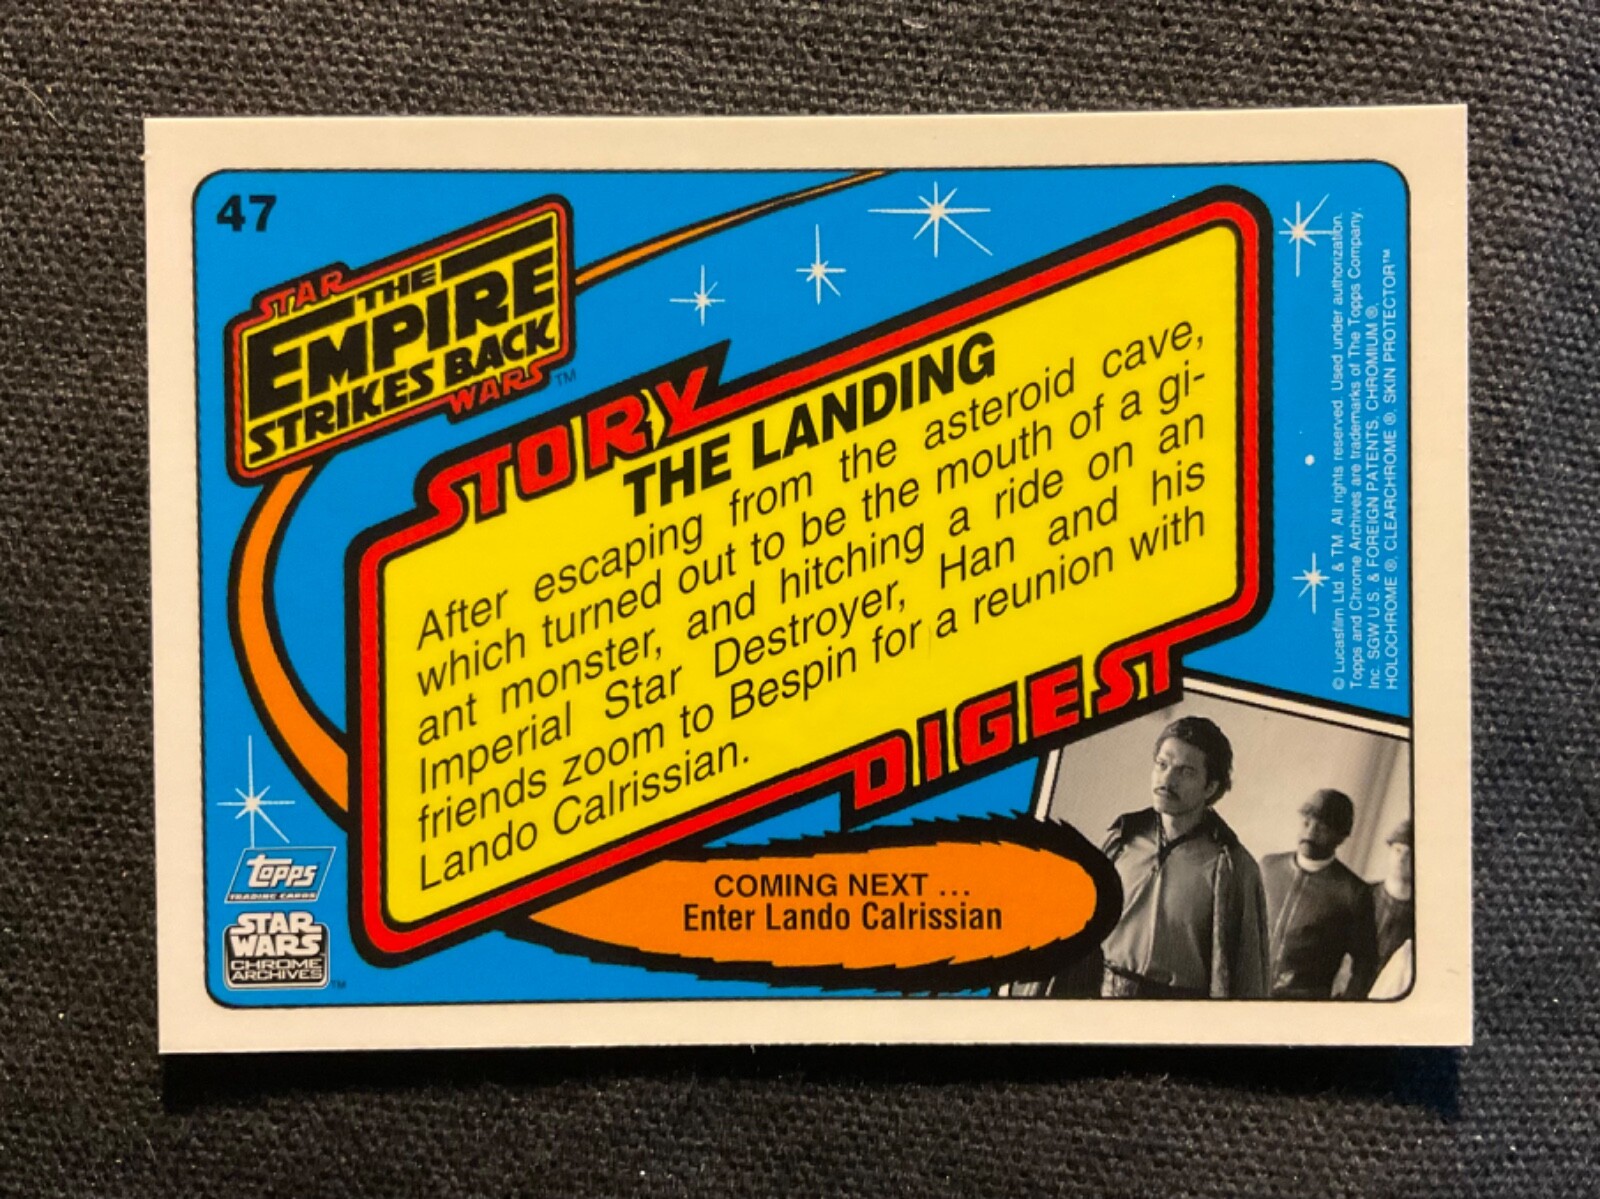 47
STAR
THE
EMPIRE
STRIKES BACK
WARS™
STORY
THE LANDING
After escaping from the asteroid cave,
which turned out to be the mouth of a gi-
ant monster, and hitching a ride on an
Imperial Star Destroyer, Han and his
friends zoom to Bespin for a reunion with
Lando Calrissian.
DIGEST
COMING NEXT ...
Enter Lando Calrissian
topps
TRADING CARDS
STAR
WARS
CHROME
ARCHIVES™
© Lucasfilm Ltd. & TM. All rights reserved. Used under authorization.
Topps and Chrome Archives are trademarks of The Topps Company,
Inc. SGW U.S. & FOREIGN PATENTS, CHROMIUM ®,
HOLOCHROME ®, CLEARCHROME ®, SKIN PROTECTOR™